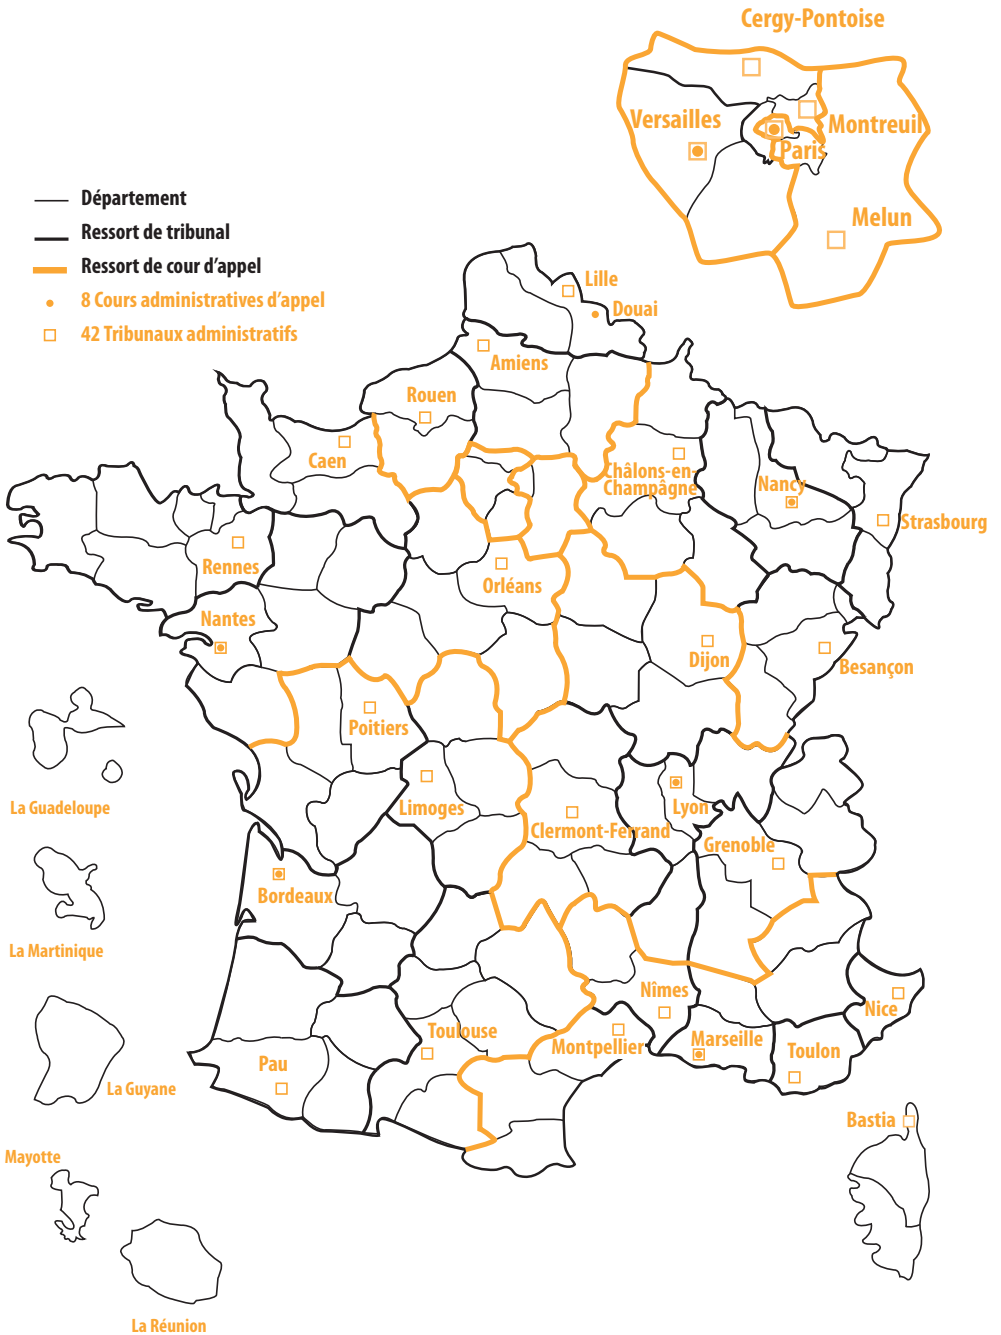 Cergy-Pontoise
Versailles
Montreuil
Paris
Melun
Département
Ressort de tribunal
Ressort de cour d'appel
8 Cours administratives d'appel
42 Tribunaux administratifs
Lille
Douai
Amiens
Rouen
Caen
Châlons-en-
Champâgne
Nancy
Strasbourg
Rennes
Orléans
Nantes
Dijon
Besançon
Poitiers
La Guadeloupe
Limoges
Lyon
Clermont-Ferrand
Grenoble
Bordeaux
La Martinique
Nîmes
Nice
Toulouse
Montpellier
Marseille
Toulon
Pau
La Guyane
Bastia
Mayotte
La Réunion